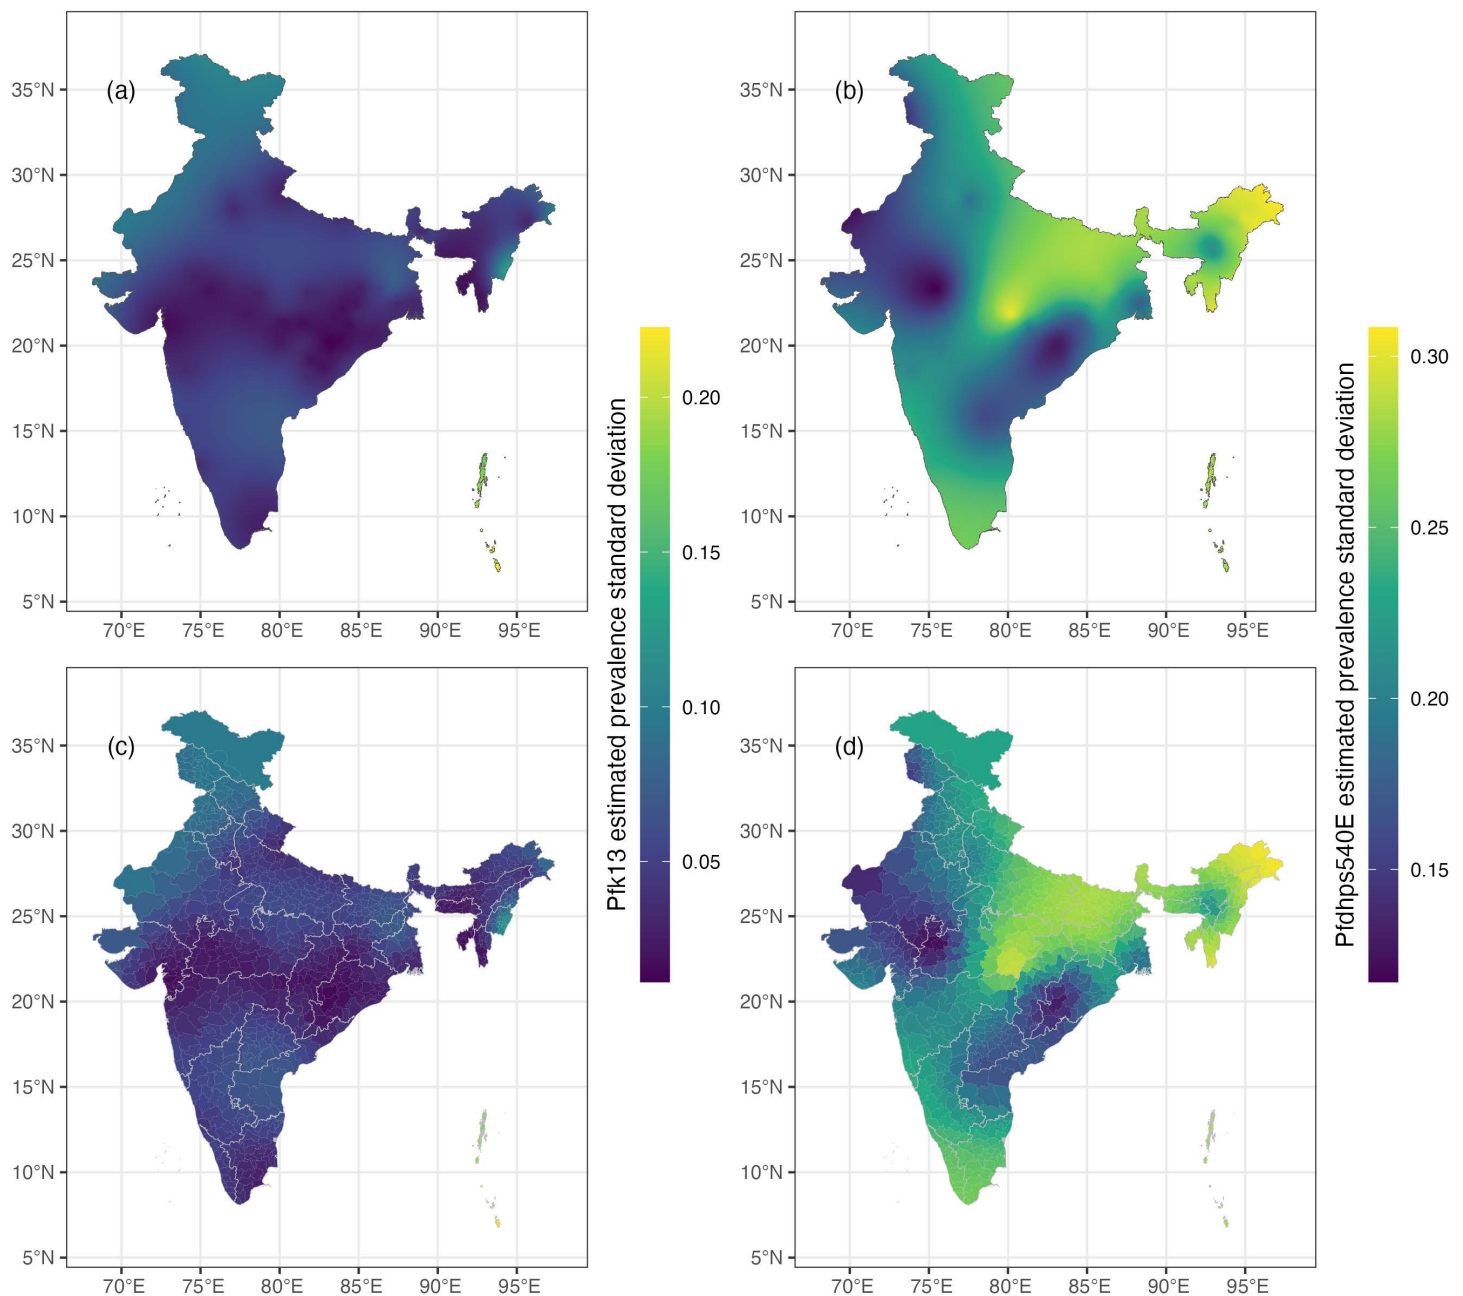 (a)
35°N
30°N
25°N
20°N
15°N
10°N
5°N
70°E 75°E 80°E 85°E 90°E 95°E
Pfk13 estimated prevalence standard deviation
0.20
0.15
0.10
0.05
(b)
35°N
30°N
25°N
20°N
15°N
10°N
5°N
70°E 75°E 80°E 85°E 90°E 95°E
Pfdhps540E estimated prevalence standard deviation
0.30
0.25
0.20
0.15
(c)
35°N
30°N
25°N
20°N
15°N
10°N
5°N
70°E 75°E 80°E 85°E 90°E 95°E
(d)
35°N
30°N
25°N
20°N
15°N
10°N
5°N
70°E 75°E 80°E 85°E 90°E 95°E